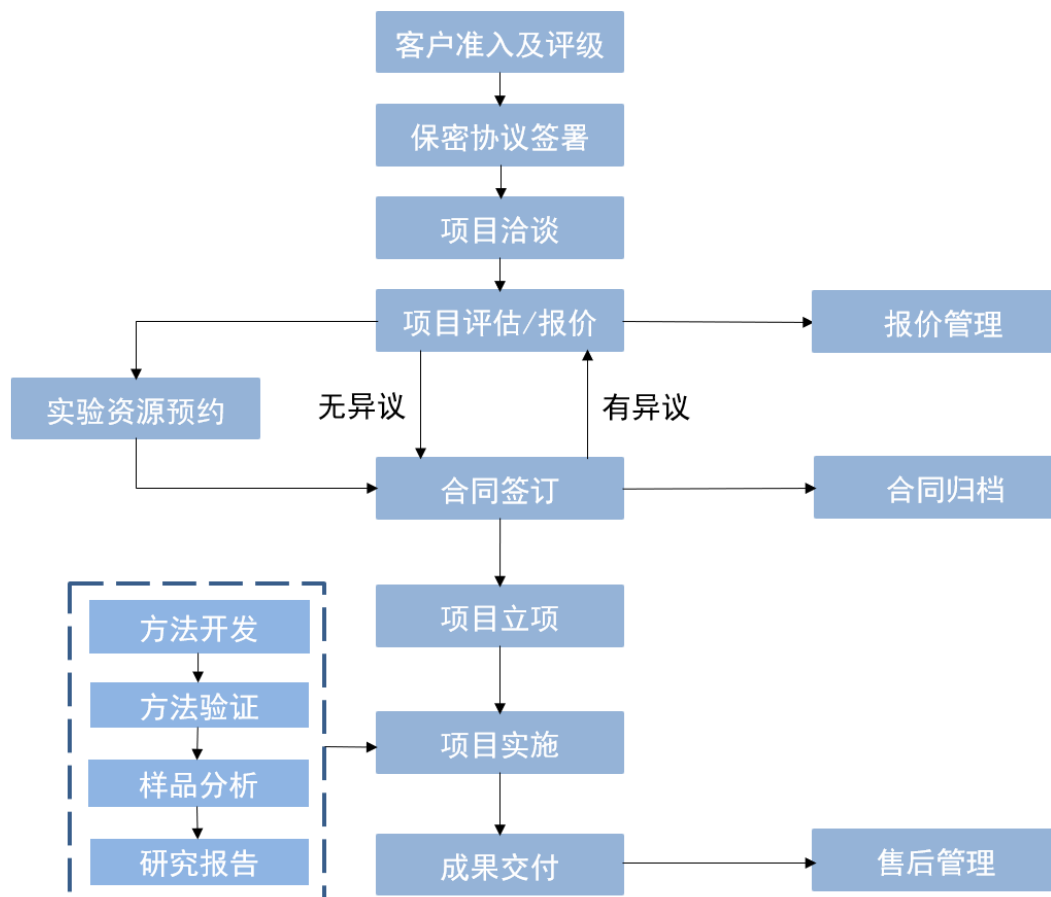 客户准入及评级
保密协议签署
项目洽谈
项目评估/报价
报价管理
实验资源预约
无异议
有异议
合同签订
合同归档
方法开发
项目立项
方法验证
项目实施
样品分析
研究报告
成果交付
售后管理